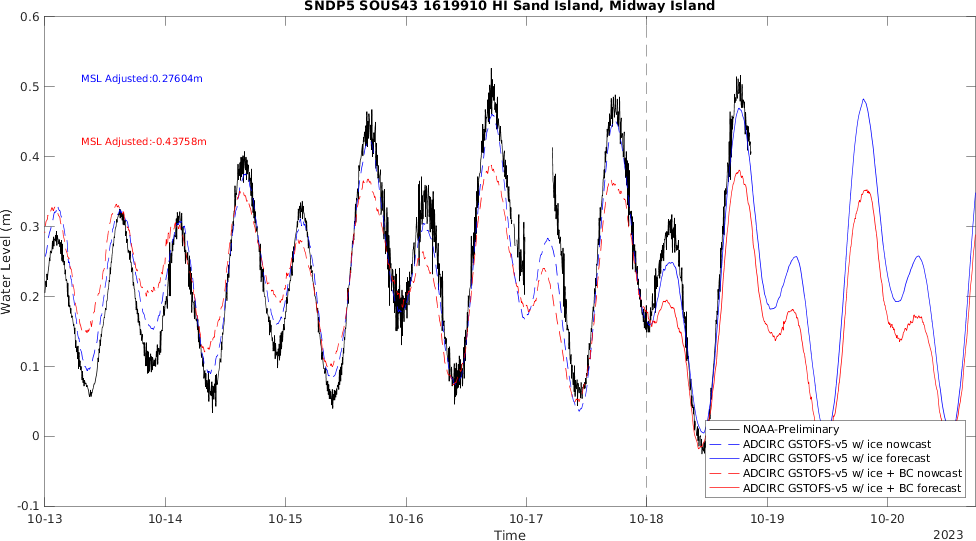 SNDP5 SOUS43 1619910 HI Sand Island, Midway Island
0.6
0.5
0.4
0.3
0.2
0.1
0
-0.1
Water Level (m)
MSL Adjusted:0.27604m
MSL Adjusted:-0.43758m
NOAA-Preliminary
ADCIRC GSTOFS-v5 w/ ice nowcast
ADCIRC GSTOFS-v5 w/ ice forecast
ADCIRC GSTOFS-v5 w/ ice + BC nowcast
ADCIRC GSTOFS-v5 w/ ice + BC forecast
10-13 10-14 10-15 10-16 10-17 10-18 10-19 10-20
Time
2023